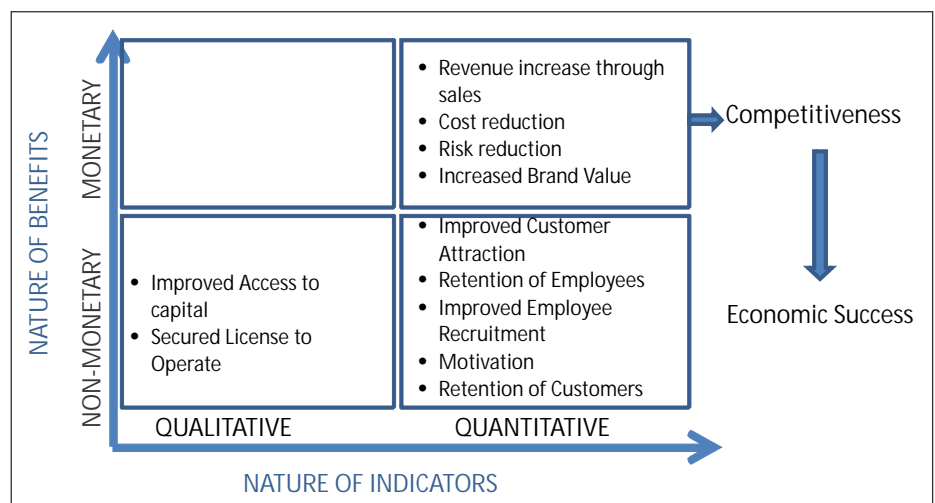 NATURE OF BENEFITS
MONETARY
NON-MONETARY
• Revenue increase through
sales
• Cost reduction
• Risk reduction
• Increased Brand Value
Competitiveness
• Improved Access to
capital
• Secured License to
Operate
• Improved Customer
Attraction
• Retention of Employees
• Improved Employee
Recruitment
• Motivation
• Retention of Customers
Economic Success
QUALITATIVE
QUANTITATIVE
NATURE OF INDICATORS